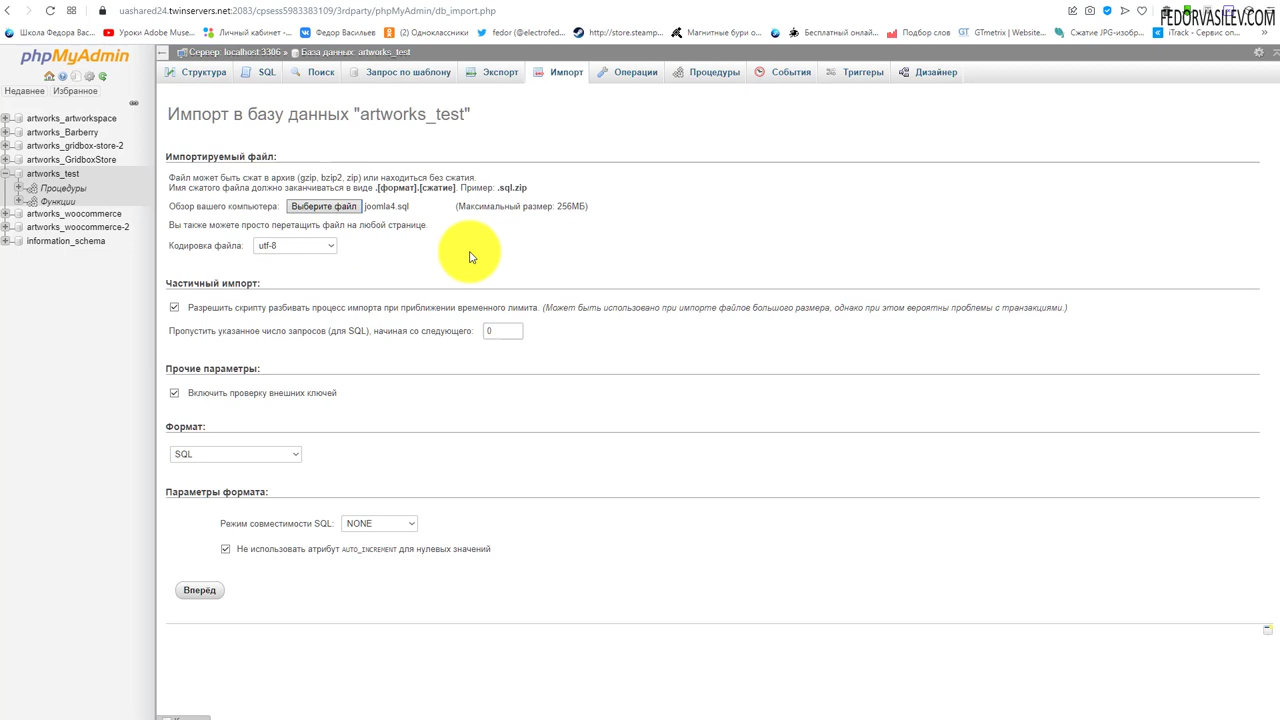 uashared24.twinservers.net:2083/cpsess5983383109/3rdparty/phpMyAdmin/db_import.php
FEDORVASILEV.COM
Школа Федора Вас... Уроки Adobe Muse... Личный кабинет -... Федор Васильев Одноклассники fedor (@electrofed... http://store.steamp... Магнитные бури о... Бесплатный онлай... Подбор слов GTmetrix | Website... Сжатие JPG-изобр... iTrack - Сервис оп...
phpMyAdmin
Сервер: localhost:3306 » База данных: artworks_test
Структура SQL Поиск Запрос по шаблону Экспорт Импорт Операции Процедуры События Триггеры Дизайнер
Недавнее Избранное
artworks_artworkspace
artworks_Barberry
artworks_gridbox-store-2
artworks_GridboxStore
artworks_test
Процедуры
Функции
artworks_woocommerce
artworks_woocommerce-2
information_schema
Импорт в базу данных "artworks_test"
Импортируемый файл:
Файл может быть сжат в архив (gzip, bzip2, zip) или находиться без сжатия.
Имя сжатого файла должно заканчиваться в виде .[формат].[сжатие]. Пример: .sql.zip
Обзор вашего компьютера: Выберите файл joomla4.sql (Максимальный размер: 256МБ)
Вы также можете просто перетащить файл на любой странице.
Кодировка файла: utf-8
Частичный импорт:
Разрешить скрипту разбивать процесс импорта при приближении временного лимита. (Может быть использовано при импорте файлов большого размера, однако при этом вероятны проблемы с транзакциями.)
Пропустить указанное число запросов (для SQL), начиная со следующего: 0
Прочие параметры:
Включить проверку внешних ключей
Формат:
SQL
Параметры формата:
Режим совместимости SQL: NONE
Не использовать атрибут AUTO_INCREMENT для нулевых значений
Вперёд